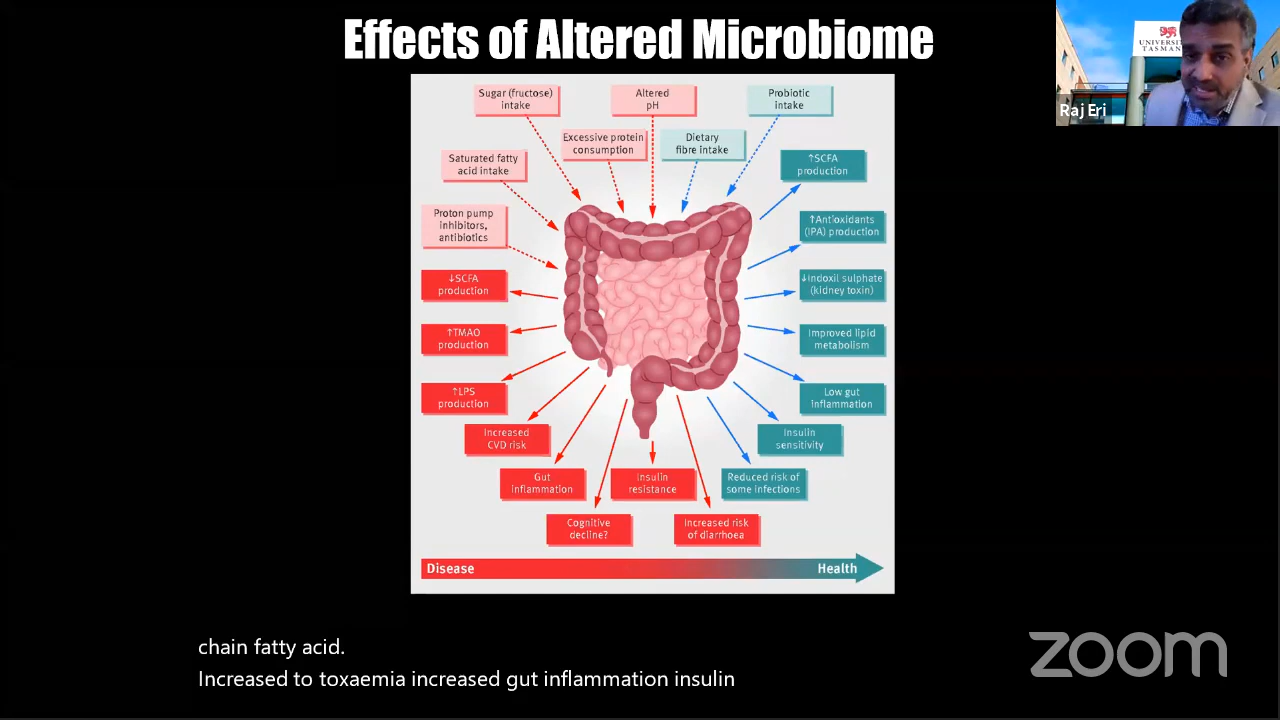 Effects of Altered Microbiome
UNIVERSI
TASMAN
Raj Eri
Sugar (fructose)
intake
Altered
pH
Probiotic
intake
Excessive protein
consumption
Dietary
fibre intake
Saturated fatty
acid intake
↑SCFA
production
Proton pump
inhibitors,
antibiotics
↑Antioxidants
(IPA) production
↓SCFA
production
↓Indoxil sulphate
(kidney toxin)
↑TMAO
production
Improved lipid
metabolism
↑LPS
production
Low gut
inflammation
Increased
CVD risk
Insulin
sensitivity
Gut
inflammation
Insulin
resistance
Reduced risk of
some infections
Cognitive
decline?
Increased risk
of diarrhoea
Disease
Health
chain fatty acid.
Increased to toxaemia increased gut inflammation insulin
zoom